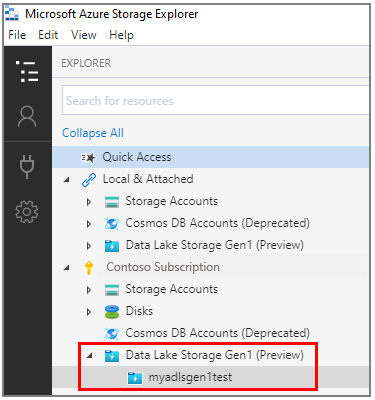 Microsoft Azure Storage Explorer
File Edit View Help
EXPLORER
Search for resources
Collapse All
Quick Access
Local & Attached
Storage Accounts
Cosmos DB Accounts (Deprecated)
Data Lake Storage Gen1 (Preview)
Contoso Subscription
Storage Accounts
Disks
Cosmos DB Accounts (Deprecated)
Data Lake Storage Gen1 (Preview)
myadlsgen1test